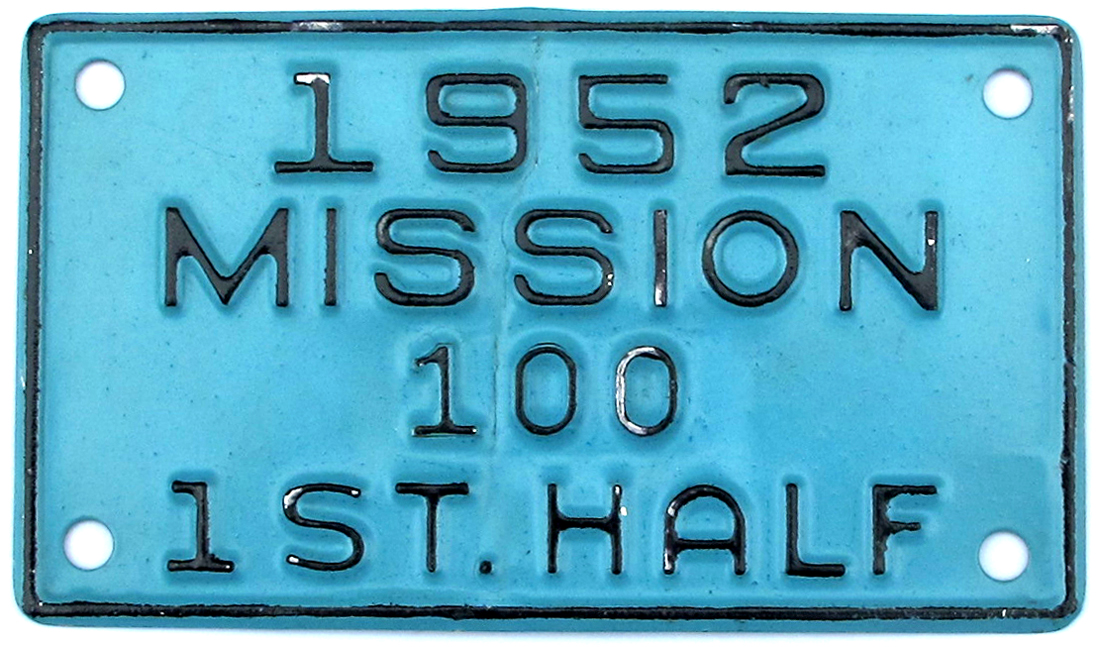 1952
MISSION
100
1ST. HALF